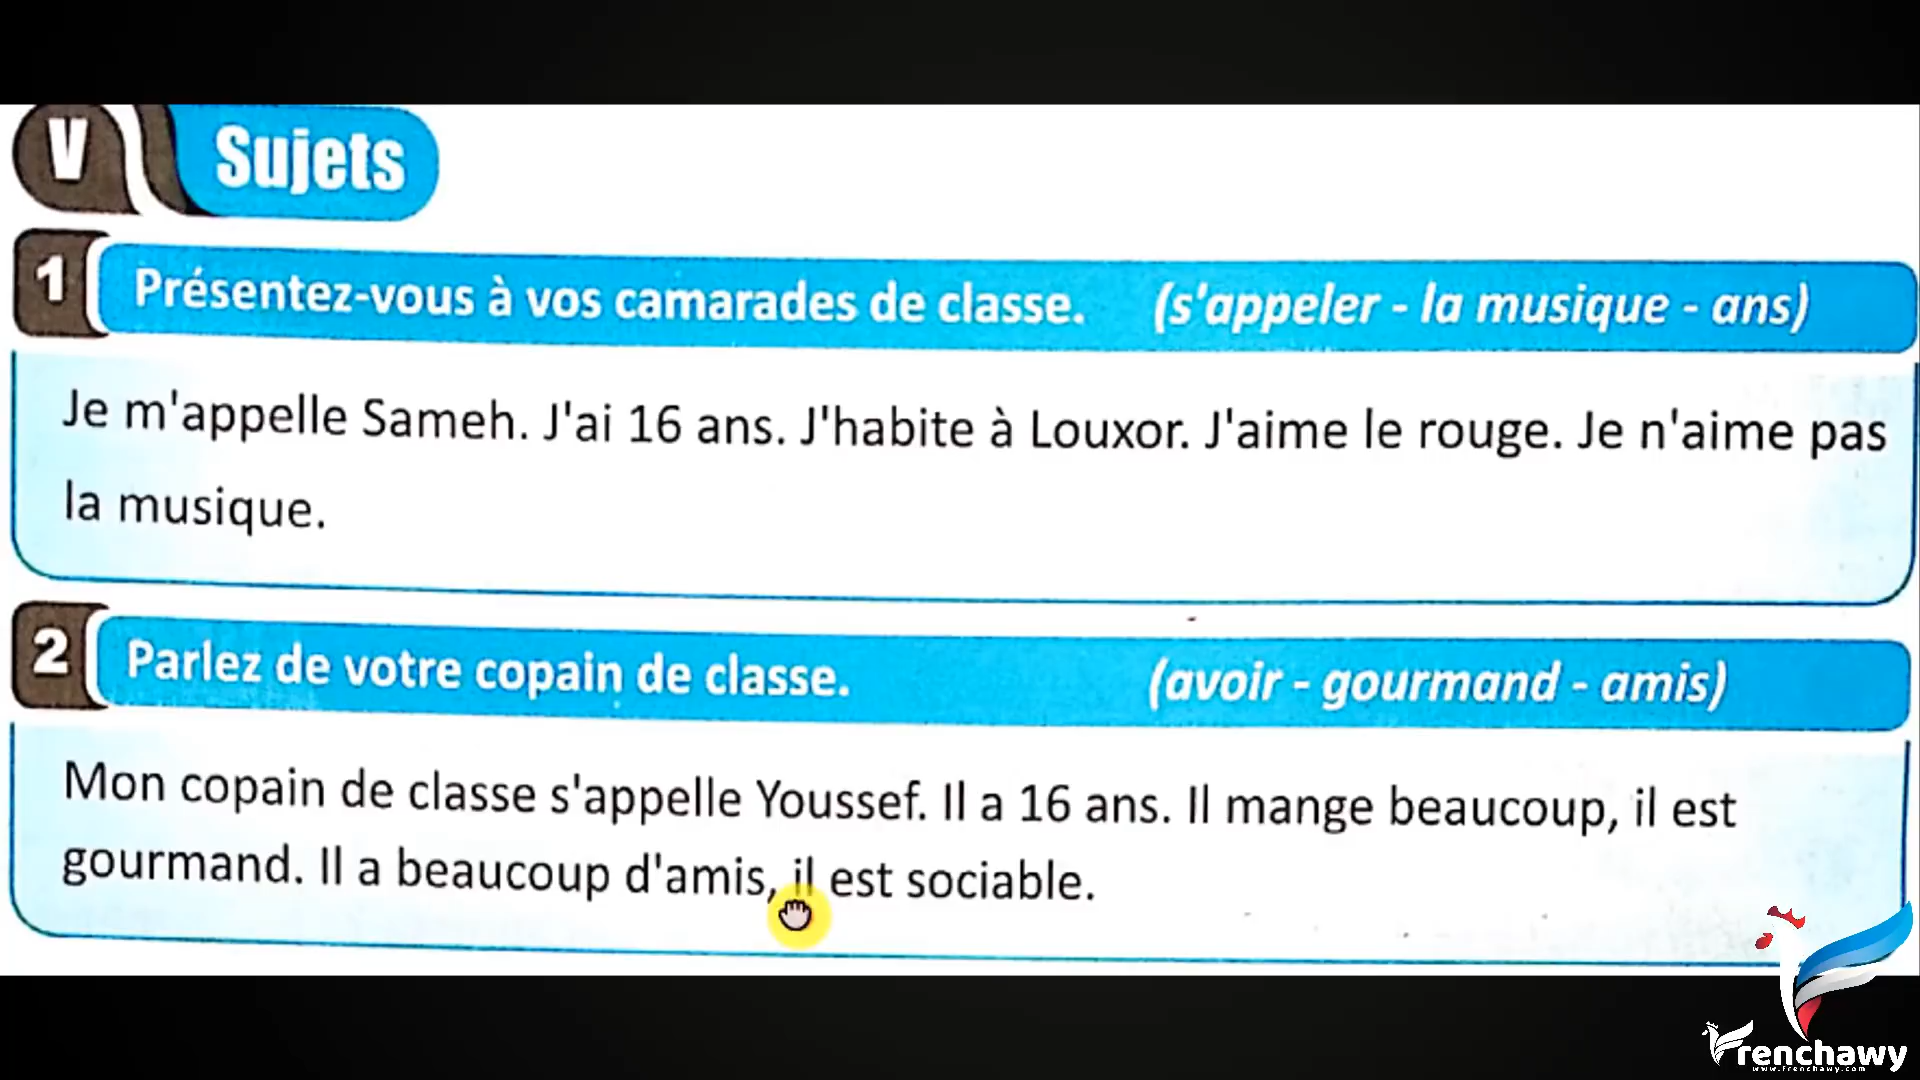 V Sujets
1 Présentez-vous à vos camarades de classe. (s'appeler - la musique - ans)
Je m'appelle Sameh. J'ai 16 ans. J'habite à Louxor. J'aime le rouge. Je n'aime pas
la musique.
2 Parlez de votre copain de classe. (avoir - gourmand - amis)
Mon copain de classe s'appelle Youssef. Il a 16 ans. Il mange beaucoup, il est
gourmand. Il a beaucoup d'amis, il est sociable.
Frenchawy
www.frenchawy.com